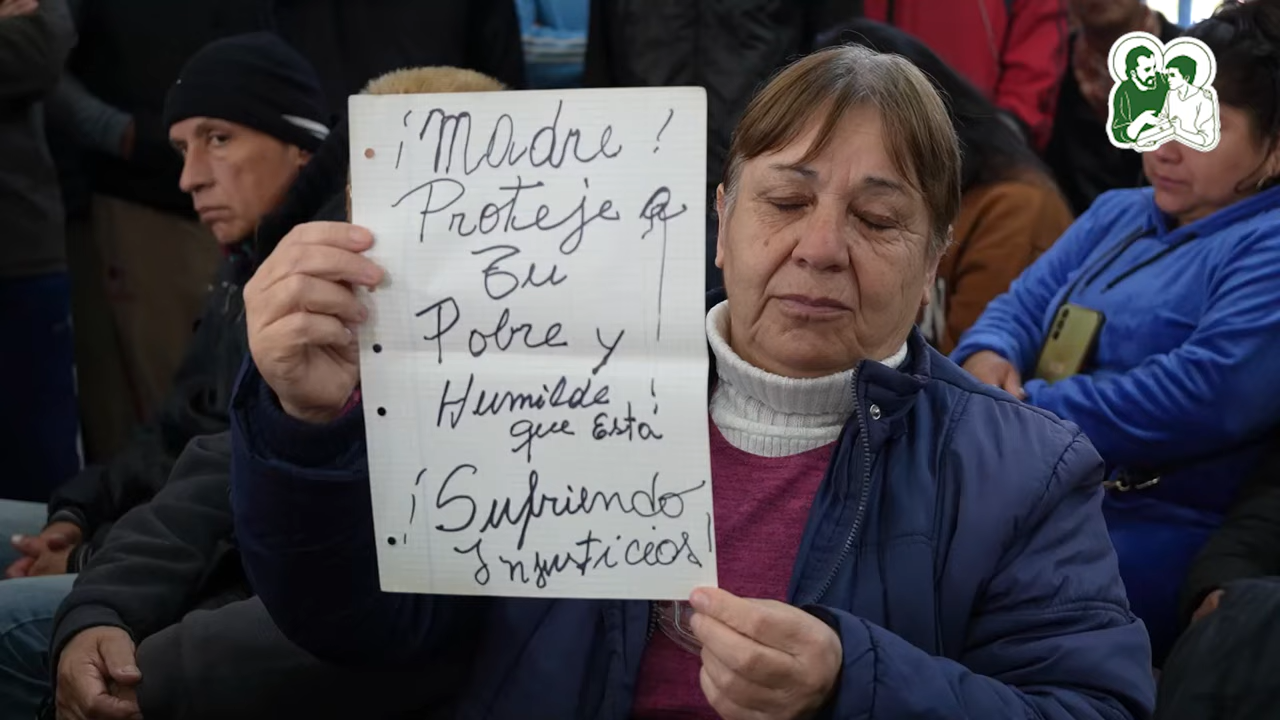 ¡Madre!
Proteje a
Tu
Pobre y
Humilde
que Está
¡Sufriendo
Injusticias!